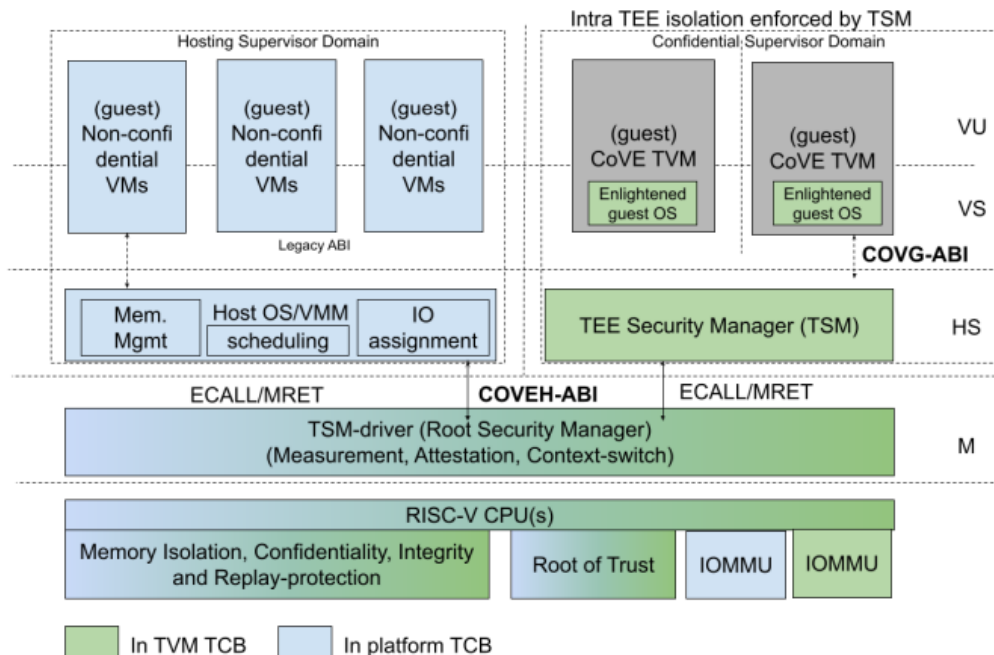 Intra TEE isolation enforced by TSM
Hosting Supervisor Domain
Confidential Supervisor Domain
(guest)
Non-confi
dential
VMs
(guest)
Non-confi
dential
VMs
(guest)
Non-confi
dential
VMs
(guest)
CoVE TVM
Enlightened
guest OS
(guest)
CoVE TVM
Enlightened
guest OS
VU
VS
Legacy ABI
COVG-ABI
Mem.
Mgmt
Host OS/VMM
scheduling
IO
assignment
TEE Security Manager (TSM)
HS
ECALL/MRET
COVEH-ABI
ECALL/MRET
TSM-driver (Root Security Manager)
(Measurement, Attestation, Context-switch)
M
RISC-V CPU(s)
Memory Isolation, Confidentiality, Integrity
and Replay-protection
Root of Trust
IOMMU
IOMMU
In TVM TCB
In platform TCB